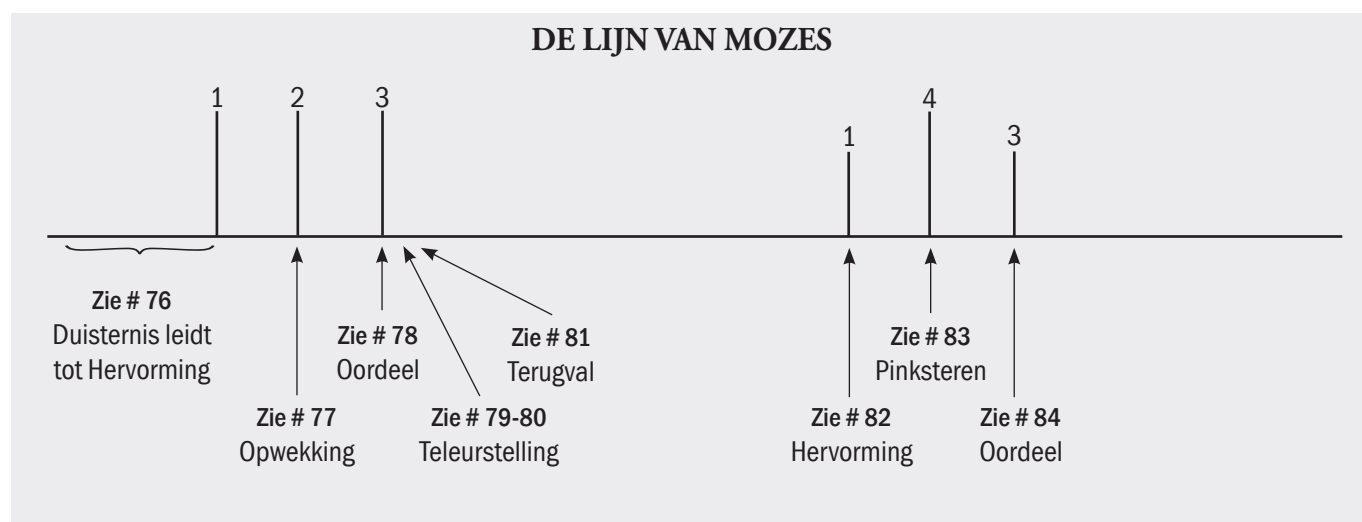 DE LIJN VAN MOZES
1
2
3
1
4
3
Zie # 76
Duisternis leidt
tot Hervorming
Zie # 77
Opwekking
Zie # 78
Oordeel
Zie # 79-80
Teleurstelling
Zie # 81
Terugval
Zie # 82
Hervorming
Zie # 83
Pinksteren
Zie # 84
Oordeel